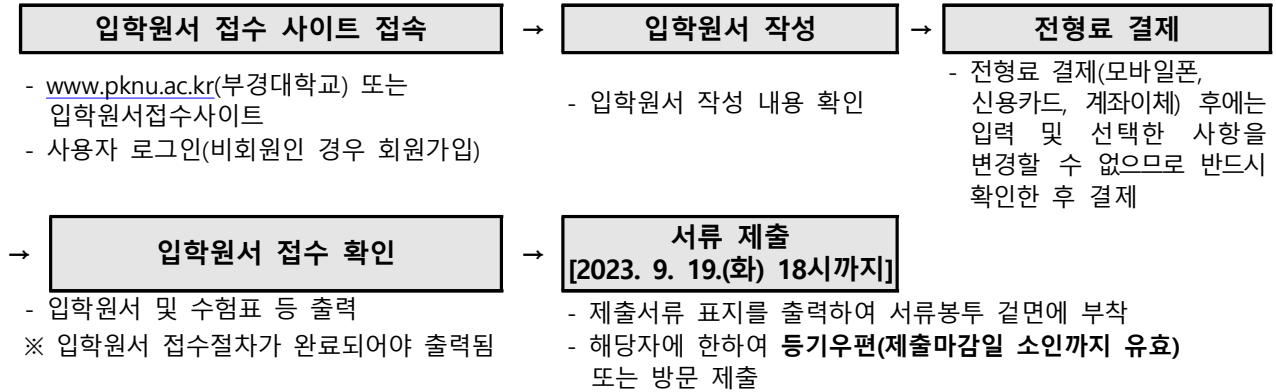 입학원서 접수 사이트 접속 → 입학원서 작성 → 전형료 결제
- www.pknu.ac.kr(부경대학교) 또는
입학원서접수사이트
- 사용자 로그인(비회원인 경우 회원가입)
- 입학원서 작성 내용 확인
- 전형료 결제(모바일폰,
신용카드, 계좌이체) 후에는
입력 및 선택한 사항을
변경할 수 없으므로 반드시
확인한 후 결제
→ 입학원서 접수 확인 → 서류 제출
[2023. 9. 19.(화) 18시까지]
- 입학원서 및 수험표 등 출력
※ 입학원서 접수절차가 완료되어야 출력됨
- 제출서류 표지를 출력하여 서류봉투 겉면에 부착
- 해당자에 한하여 등기우편(제출마감일 소인까지 유효)
또는 방문 제출